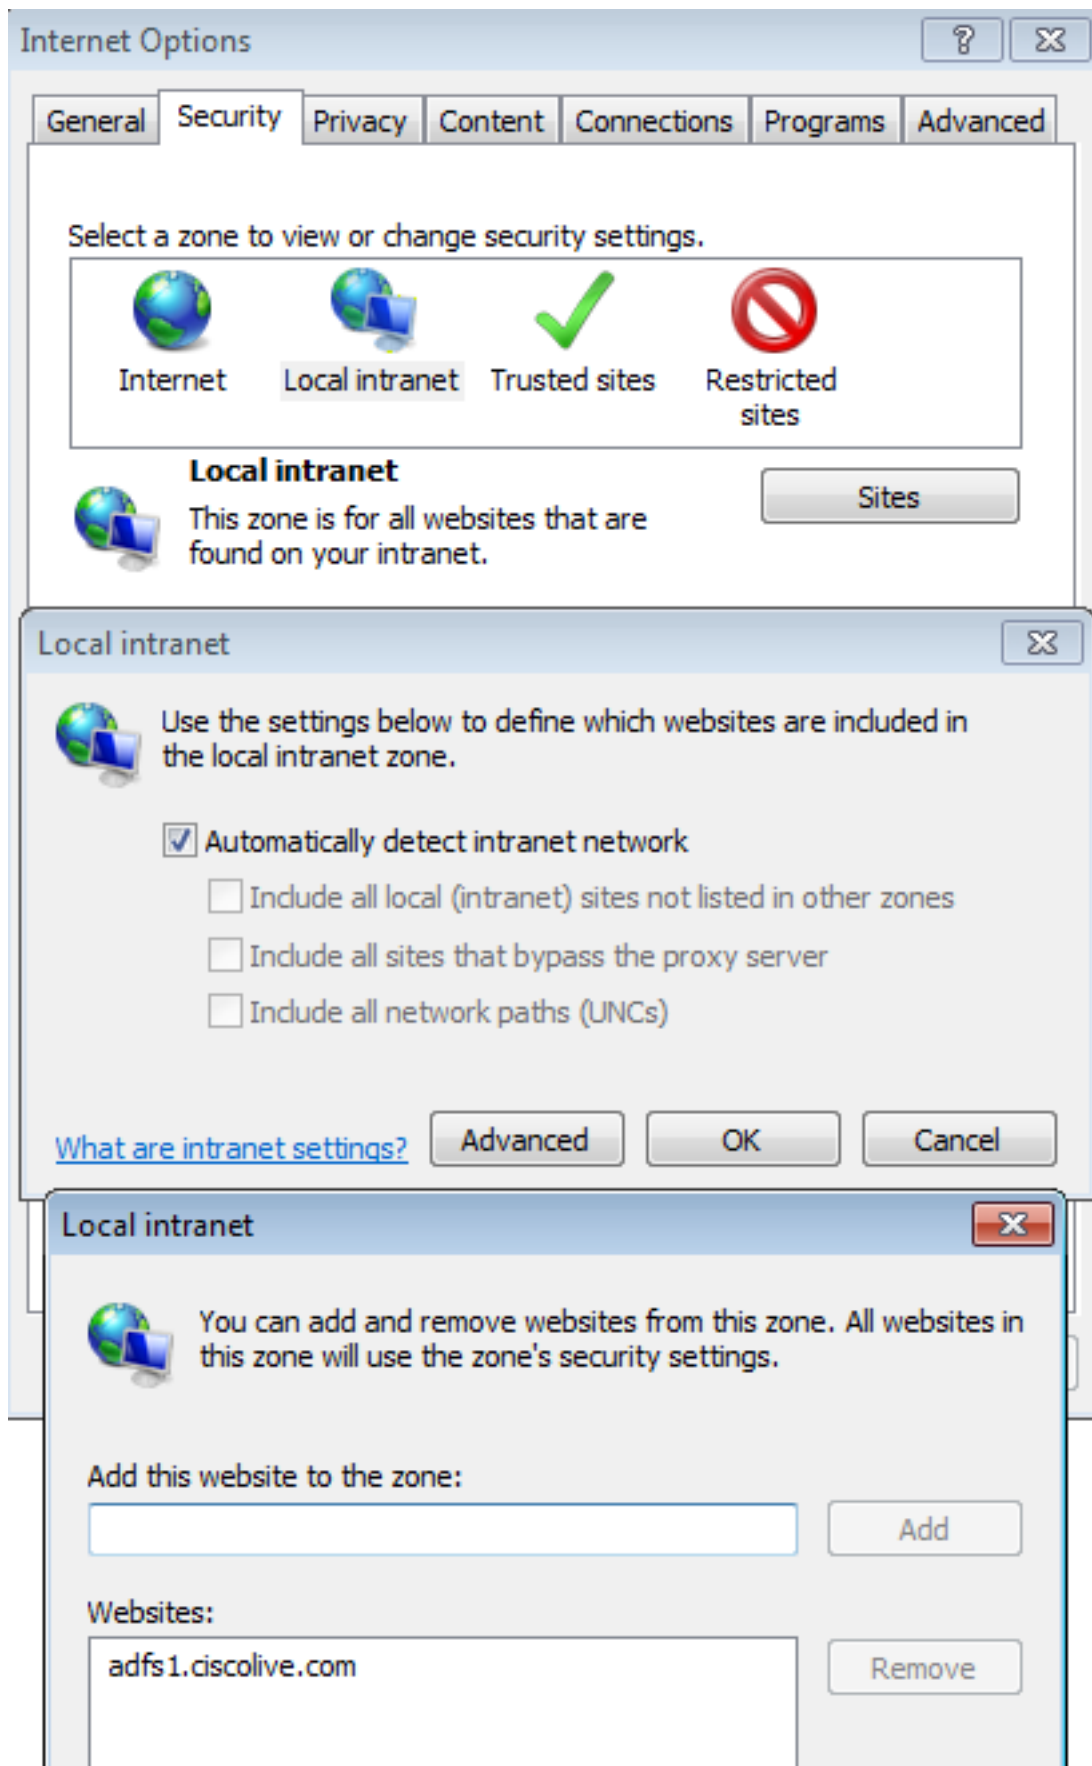 Internet Options
General Security Privacy Content Connections Programs Advanced
Select a zone to view or change security settings.
Internet Local intranet Trusted sites Restricted
sites
Local intranet
Sites
This zone is for all websites that are
found on your intranet.
Local intranet
Use the settings below to define which websites are included in
the local intranet zone.
Automatically detect intranet network
Include all local (intranet) sites not listed in other zones
Include all sites that bypass the proxy server
Include all network paths (UNCs)
What are intranet settings? Advanced OK Cancel
Local intranet
You can add and remove websites from this zone. All websites in
this zone will use the zone's security settings.
Add this website to the zone:
Add
Websites:
adfs1.ciscolive.com
Remove